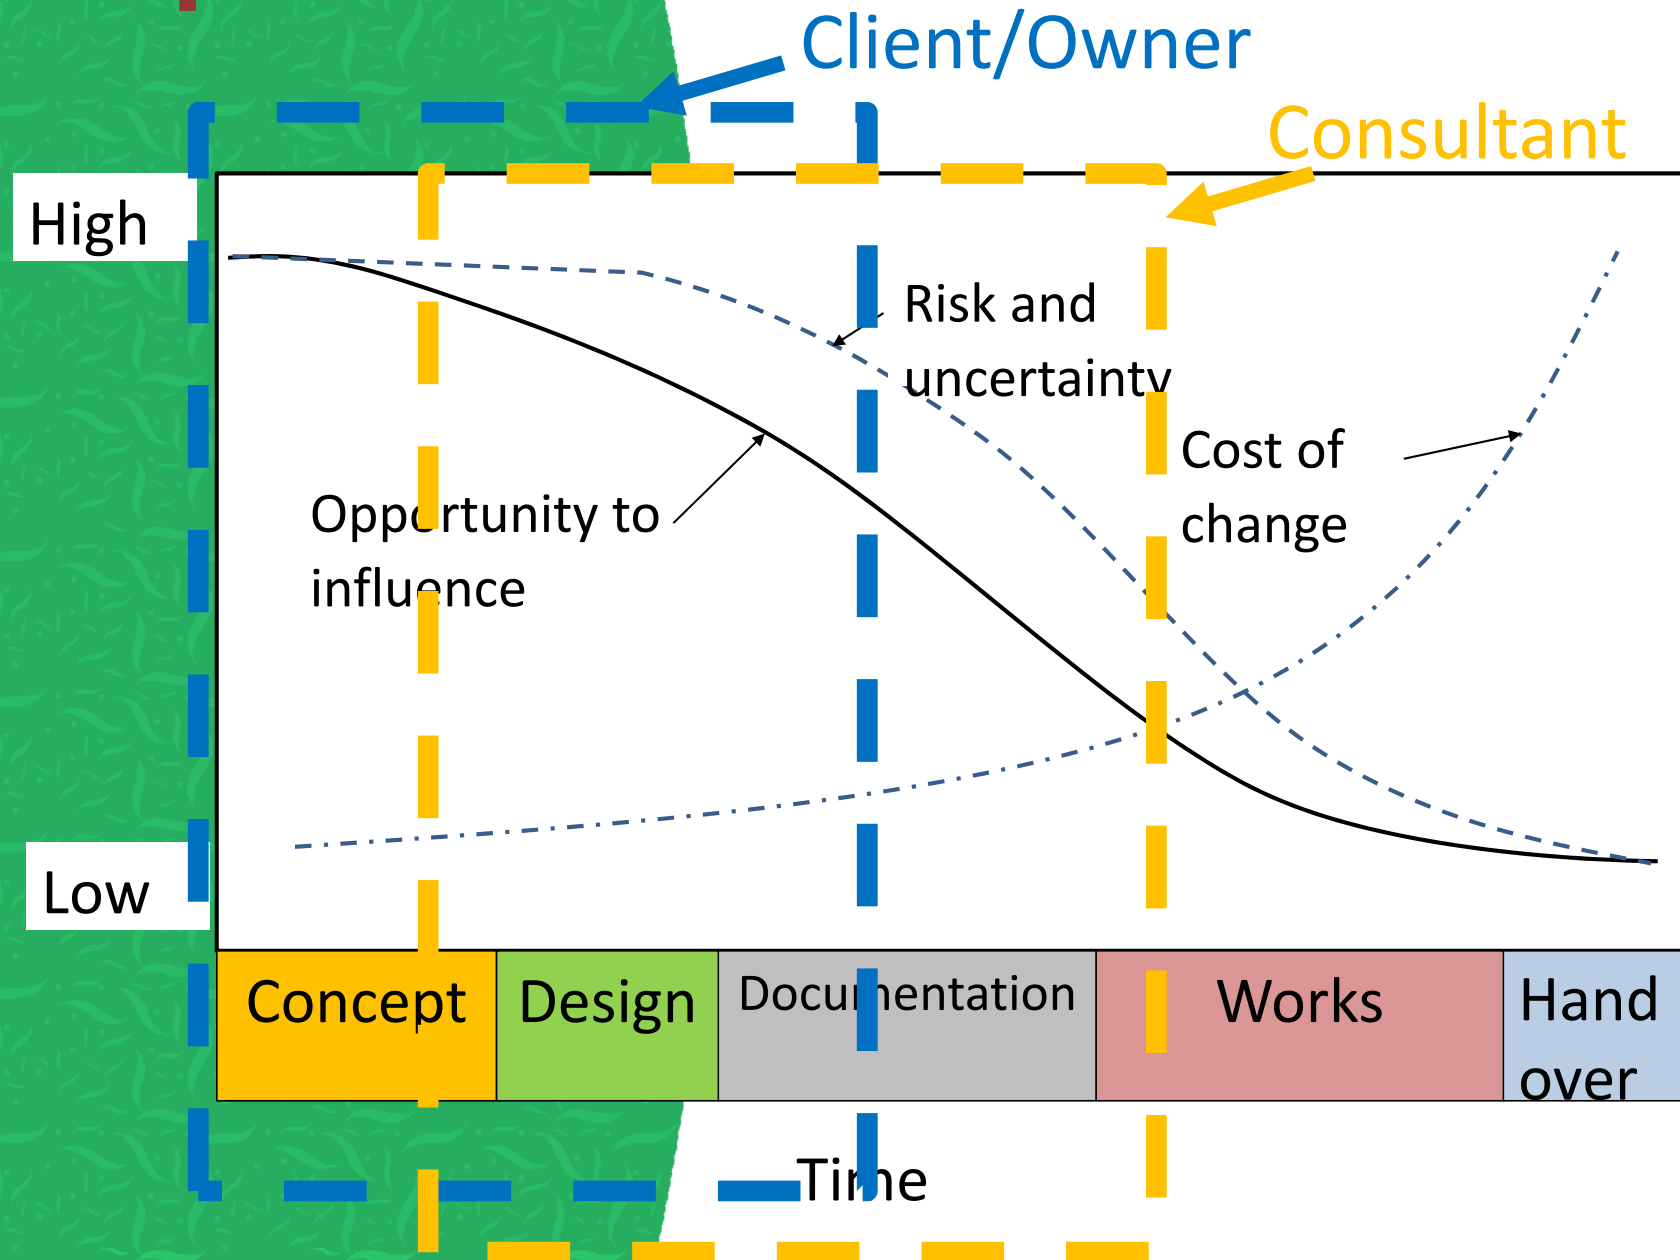 Client/Owner
Consultant
High
Risk and
uncertainty
Cost of
change
Opportunity to
influence
Low
Concept
Design
Documentation
Works
Hand
over
Time